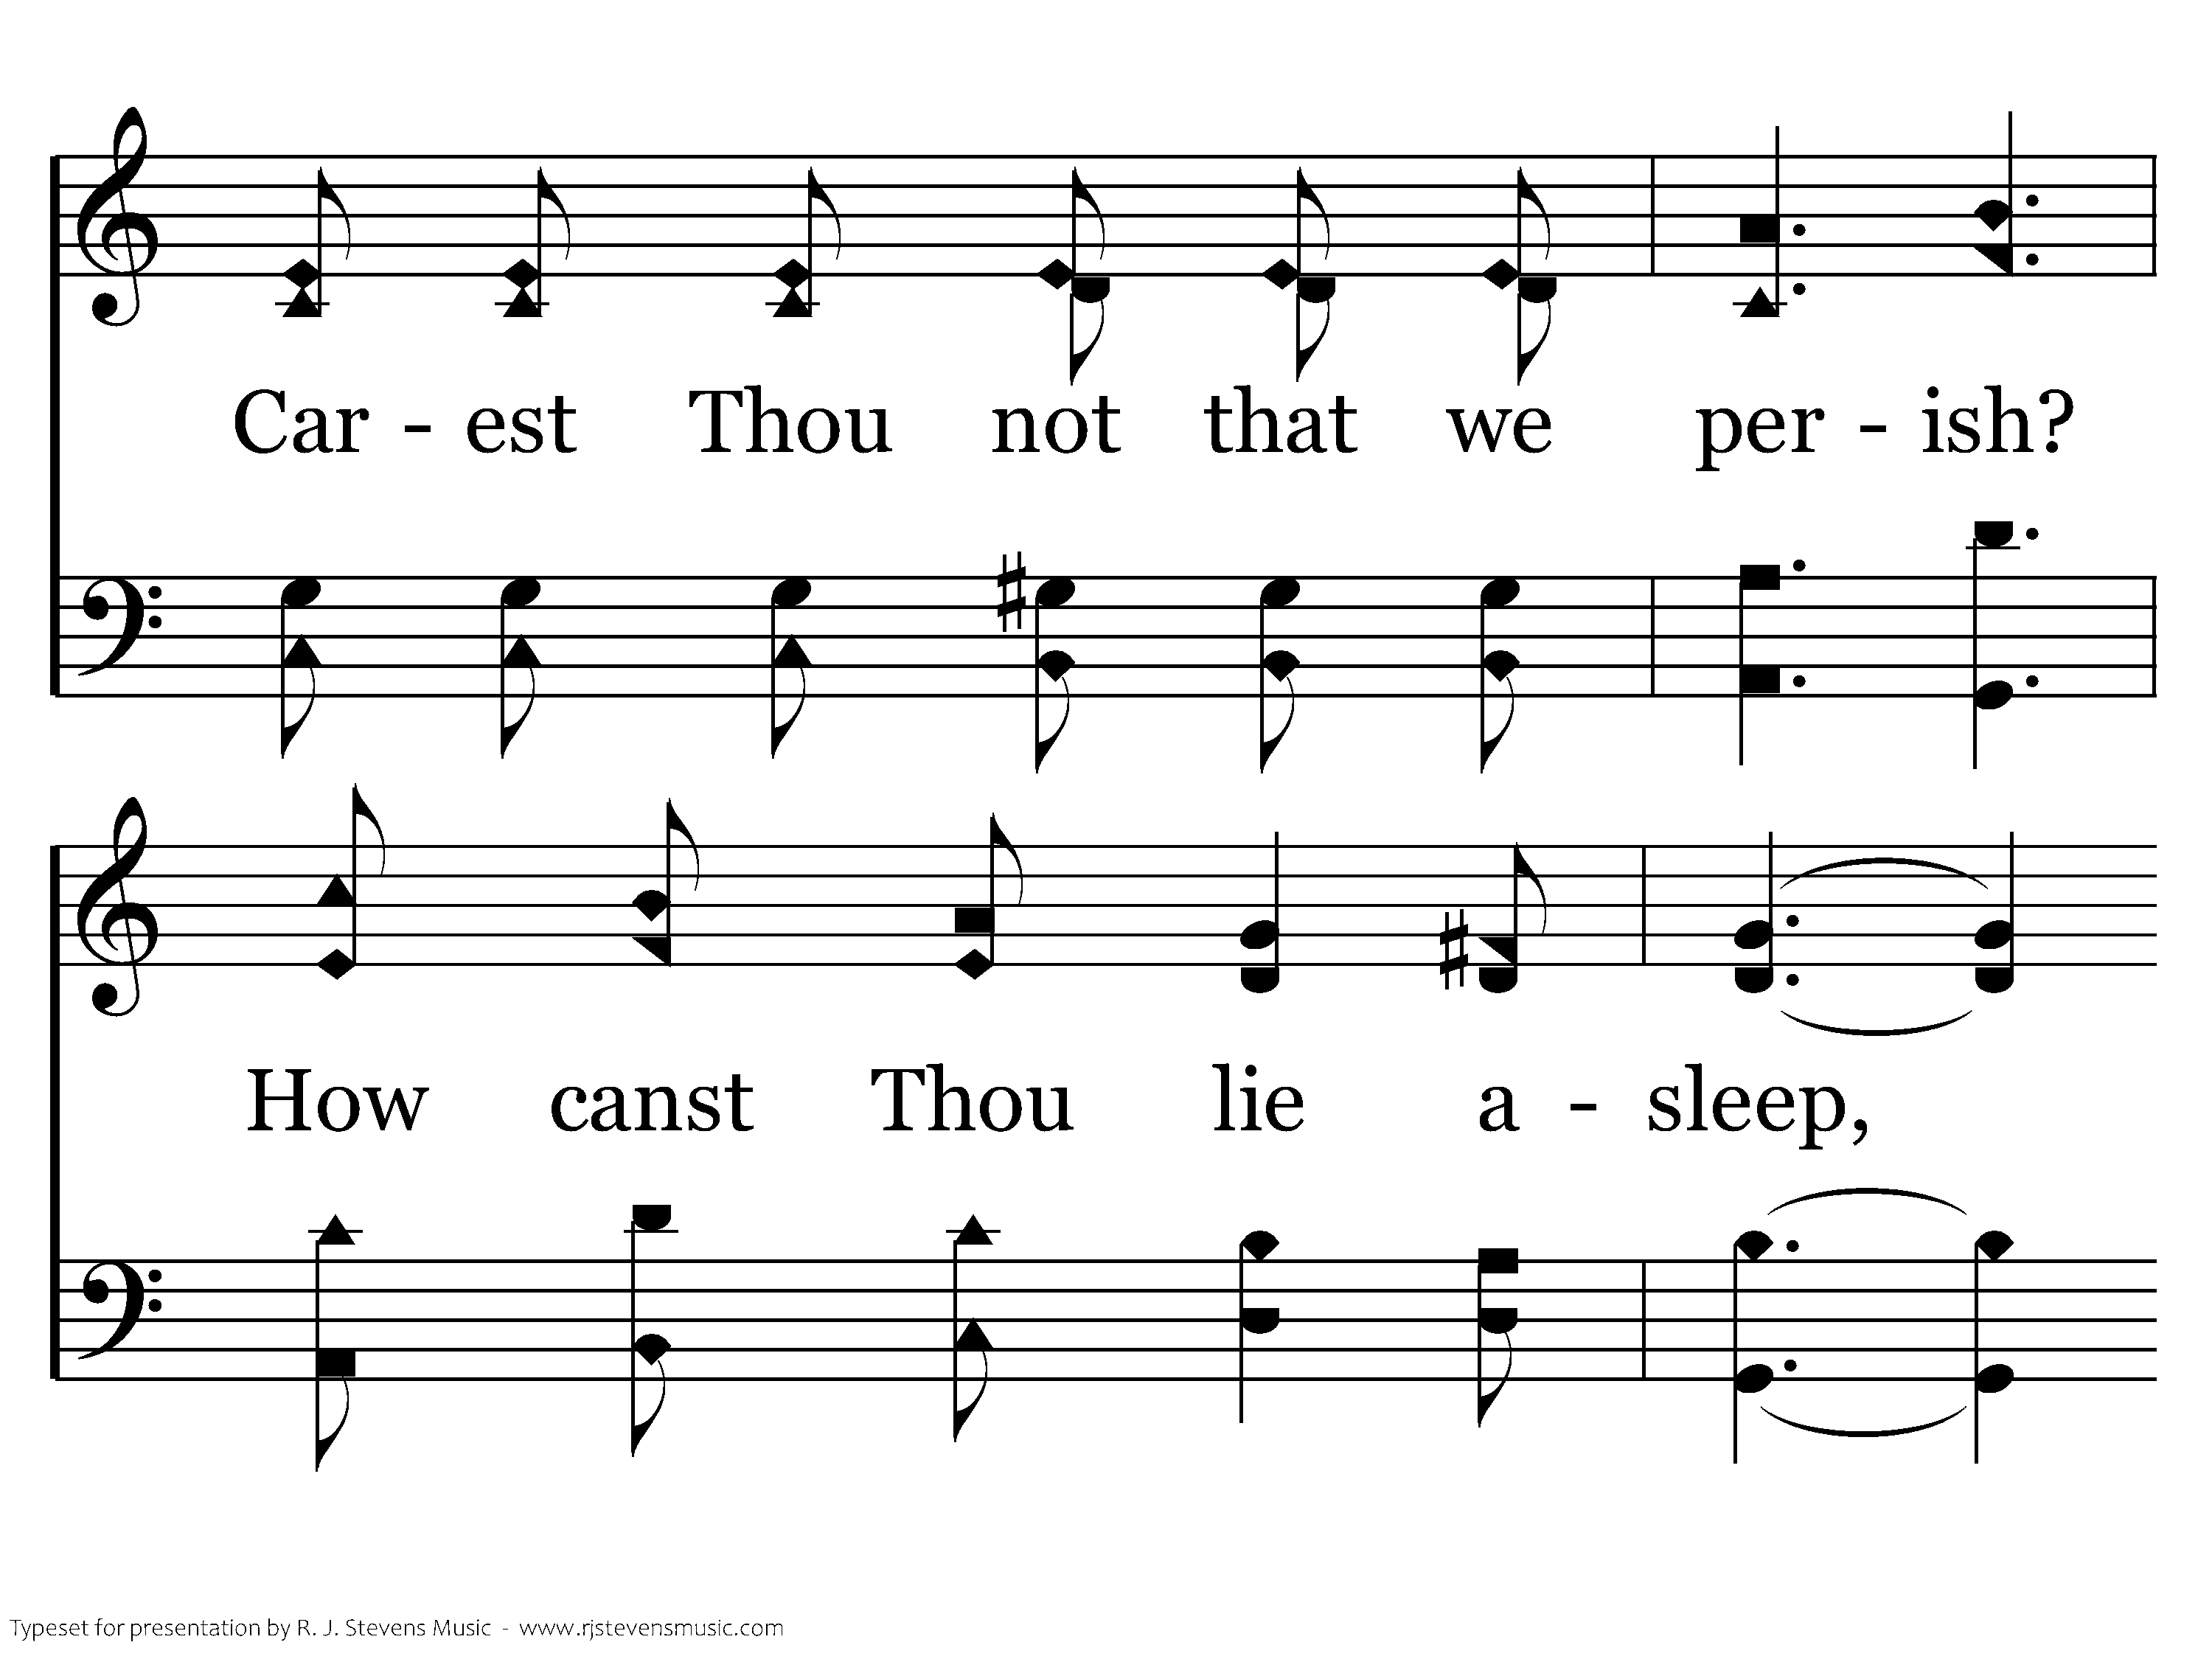 Car - est Thou not that we per - ish?
How canst Thou lie a - sleep,
Typeset for presentation by R. J. Stevens Music - www.rjstevensmusic.com